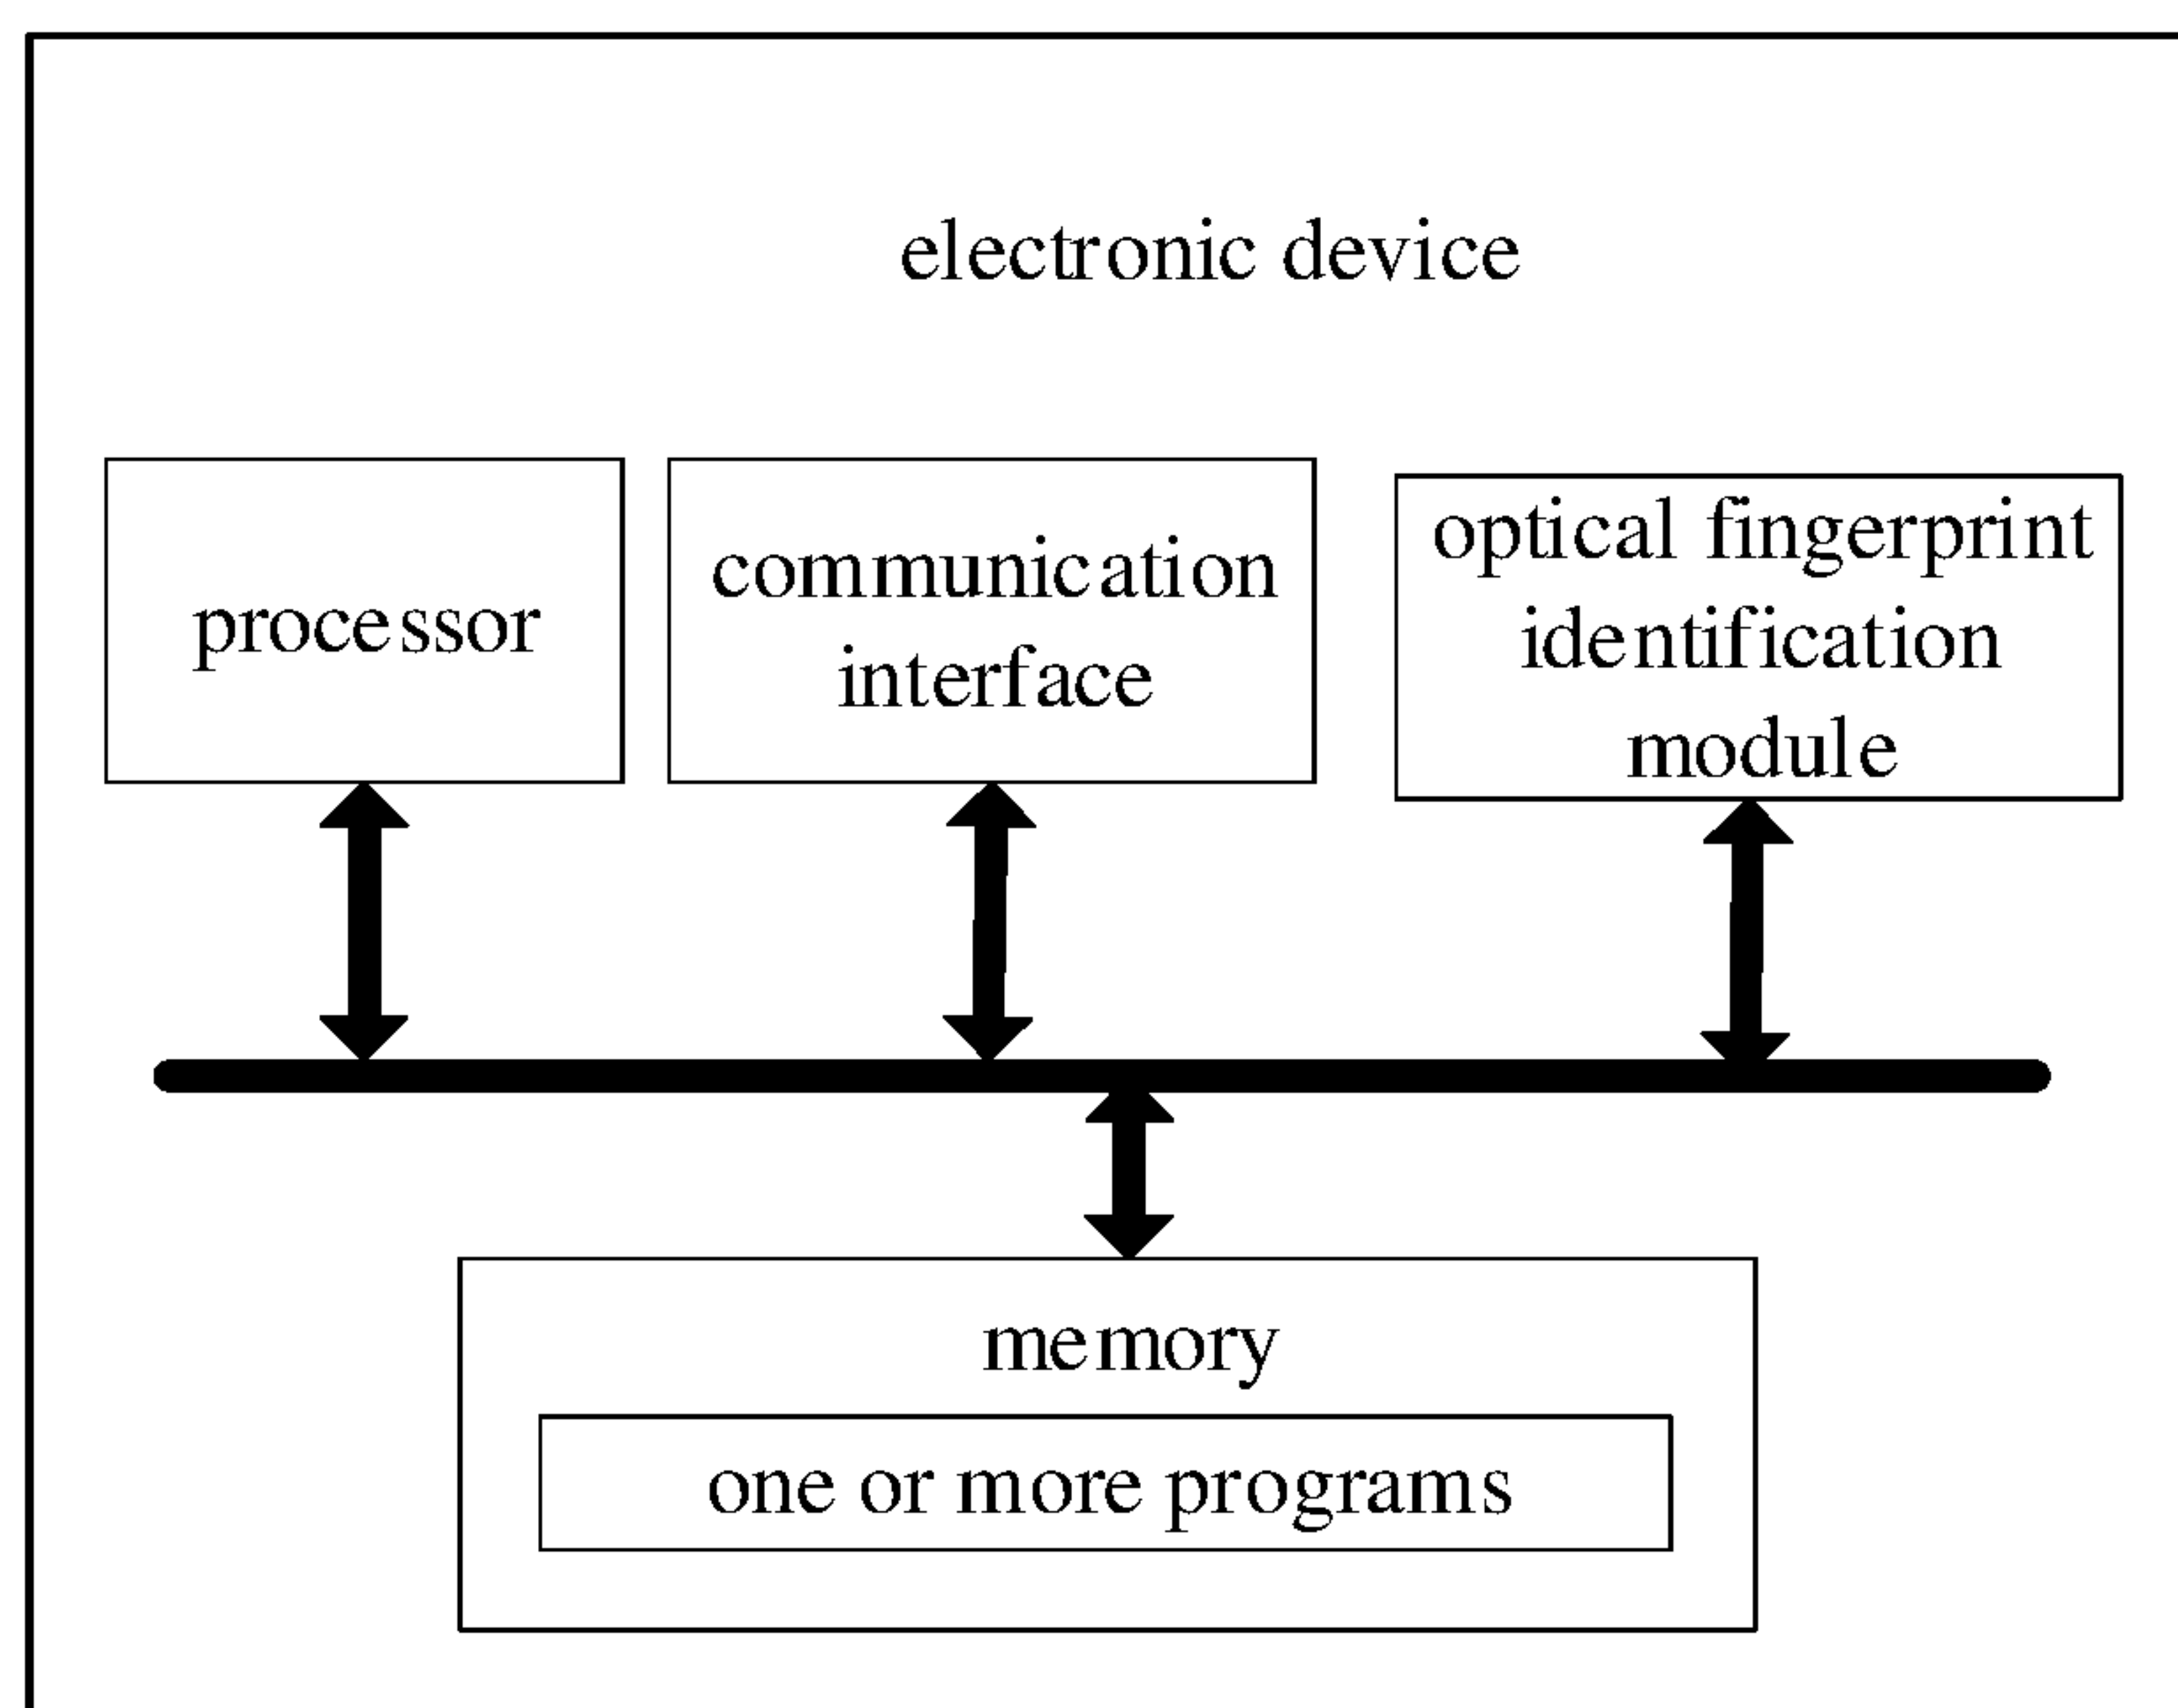 electronic device
processor
communication
interface
optical fingerprint
identification
module
memory
one or more programs